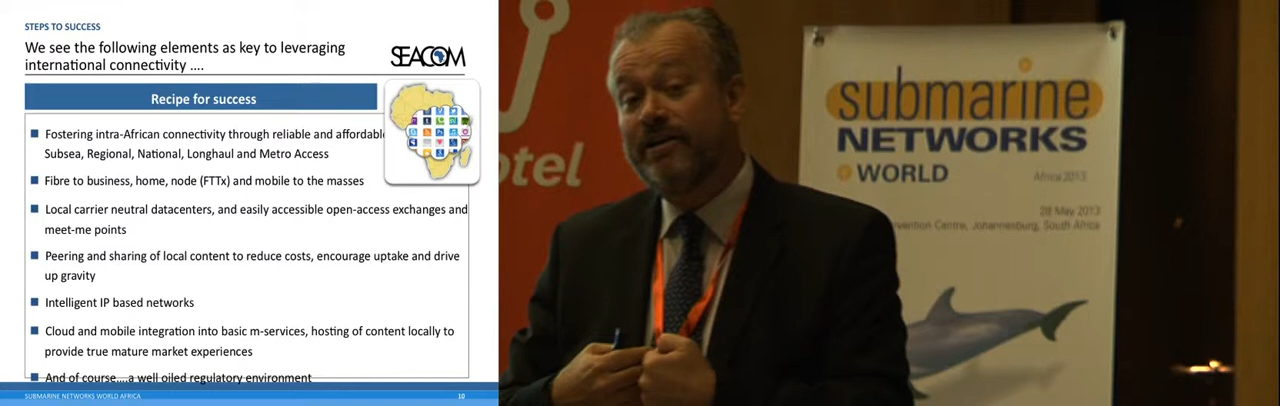 STEPS TO SUCCESS
We see the following elements as key to leveraging
international connectivity ....
SEACOM
Recipe for success
Fostering intra-African connectivity through reliable and affordable
Subsea, Regional, National, Longhaul and Metro Access
Fibre to business, home, node (FTTx) and mobile to the masses
Local carrier neutral datacenters, and easily accessible open-access exchanges and
meet-me points
Peering and sharing of local content to reduce costs, encourage uptake and drive
up gravity
Intelligent IP based networks
Cloud and mobile integration into basic m-services, hosting of content locally to
provide true mature market experiences
And of course....a well oiled regulatory environment
SUBMARINE NETWORKS WORLD AFRICA
10
otel
submarine
NETWORKS
WORLD
Africa 2013
28 May 2013
vention Centre, Johannesburg, South Africa